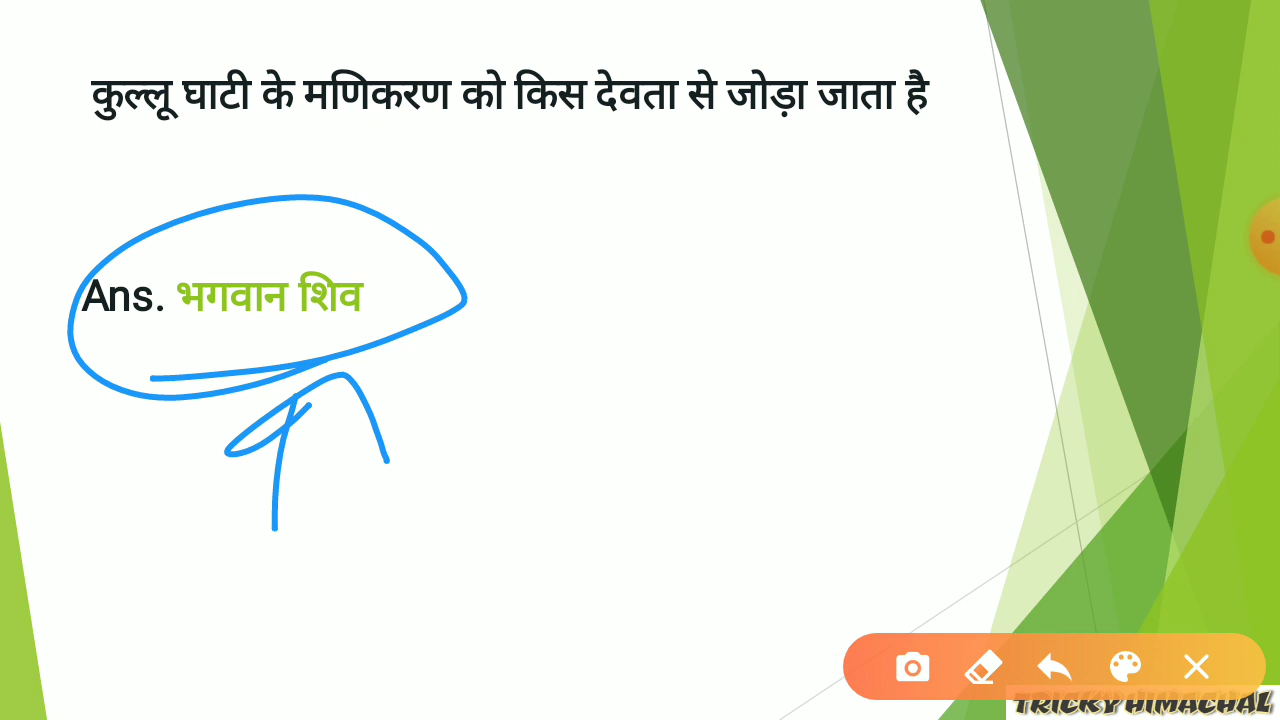 कुल्लू घाटी के मणिकरण को किस देवता से जोड़ा जाता है
Ans. भगवान शिव
TRICKY HIMACHAL